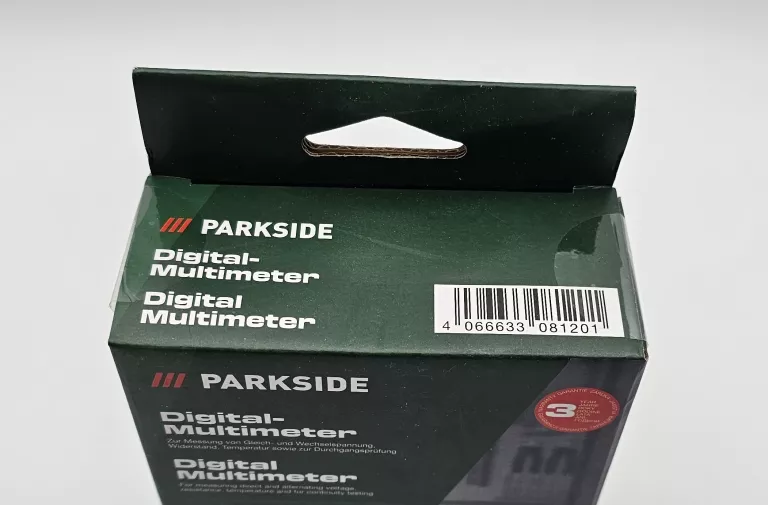 PARKSIDE
Digital-
Multimeter
Digital
Multimeter
4 066633 081201
PARKSIDE
Digital-
Multimeter
Zur Messung von Gleich- und Wechselspannung,
Widerstand, Temperatur sowie zur Durchgangsprüfung
Digital
Multimeter
For measuring direct and alternating voltage,
resistance, temperature and for continuity testing
3